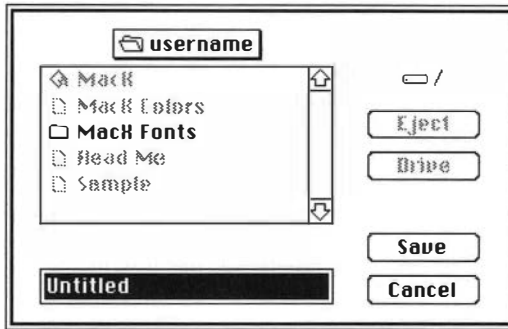 username
MacX
MacX Colors
MacX Fonts
Read Me
Sample
/
Eject
Drive
Save
Untitled
Cancel